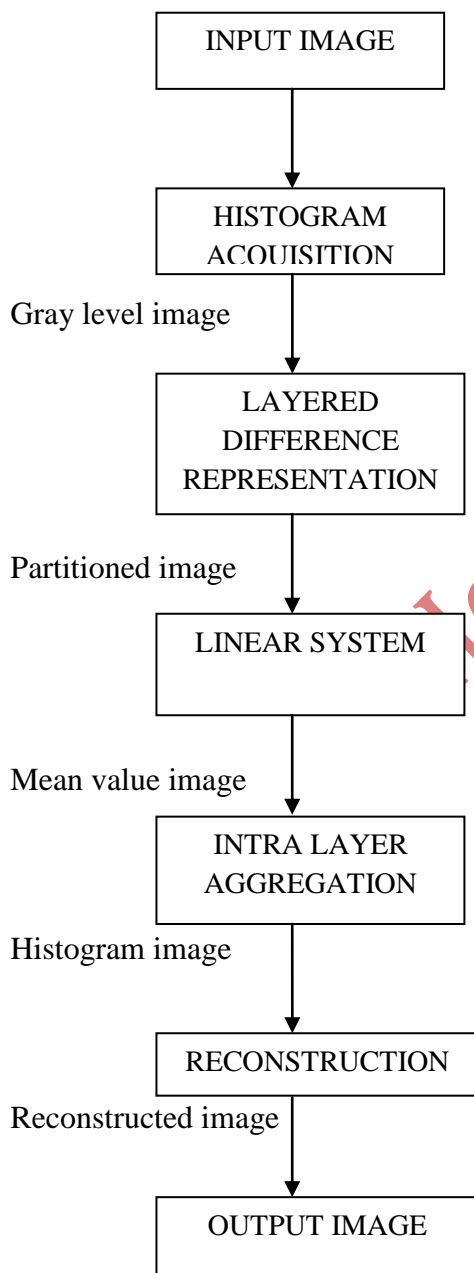 INPUT IMAGE
HISTOGRAM
ACQUISITION
Gray level image
LAYERED
DIFFERENCE
REPRESENTATION
Partitioned image
LINEAR SYSTEM
Mean value image
INTRA LAYER
AGGREGATION
Histogram image
RECONSTRUCTION
Reconstructed image
OUTPUT IMAGE